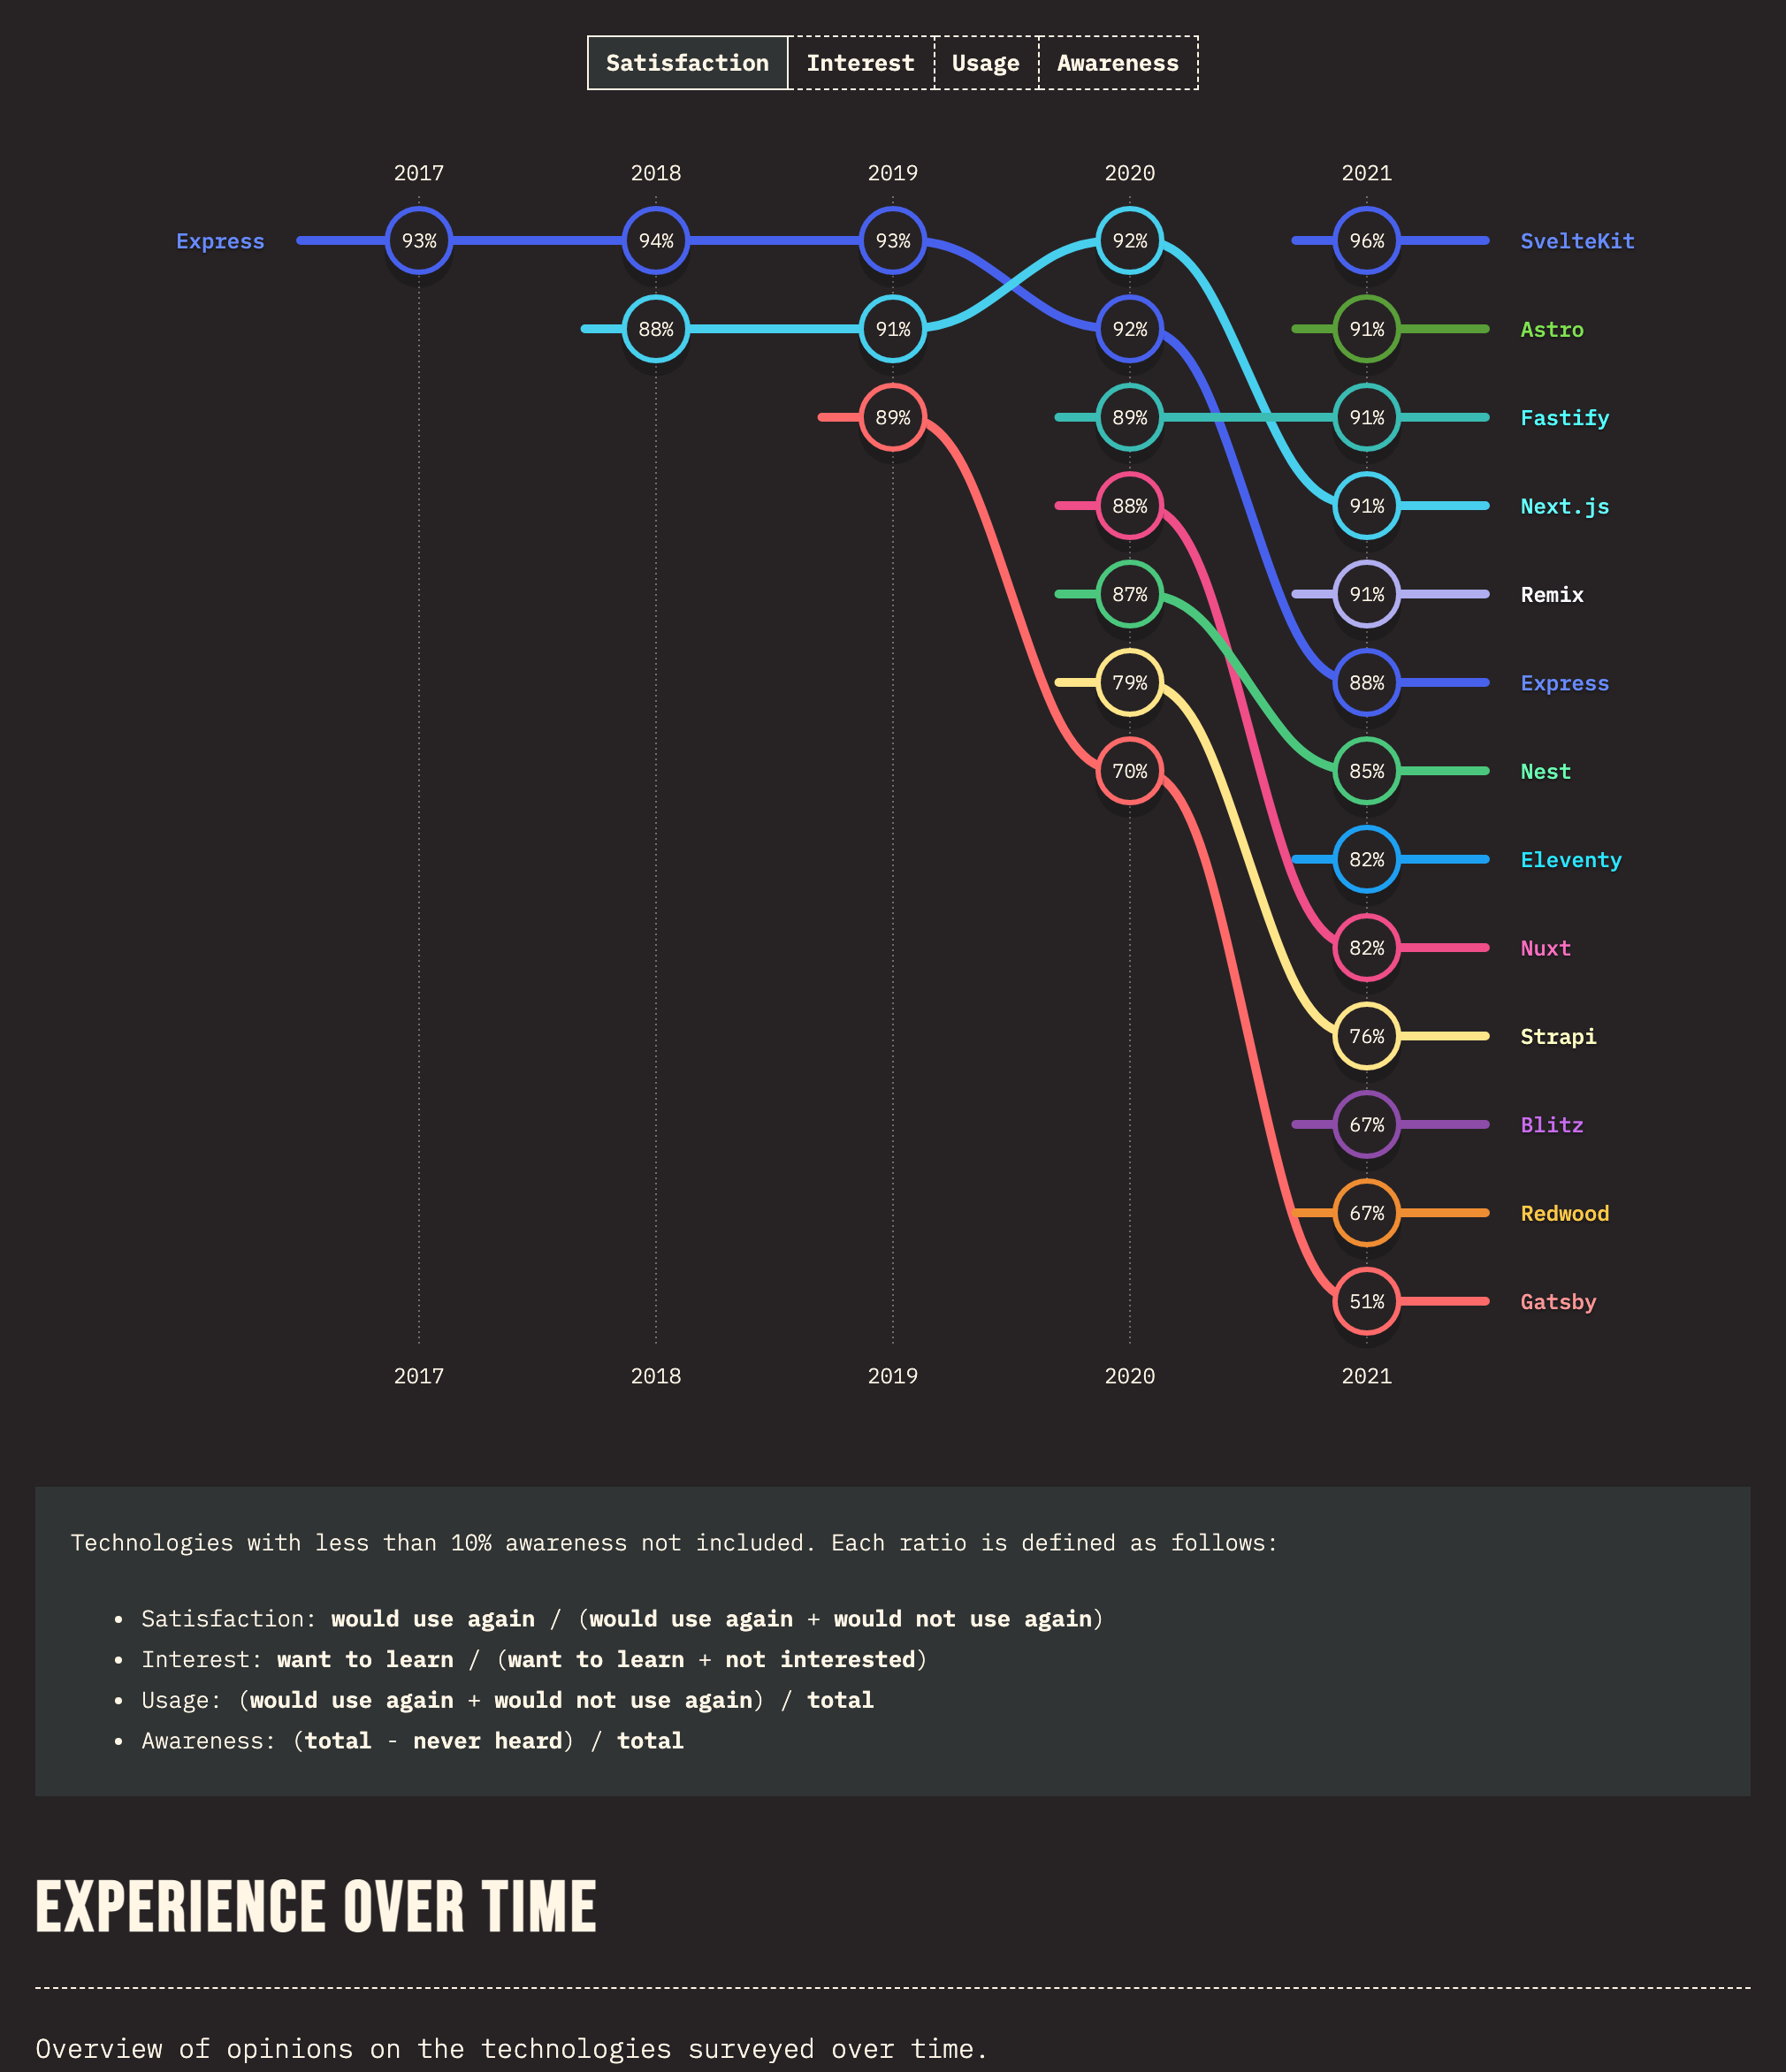 Satisfaction Interest Usage Awareness
2017 2018 2019 2020 2021
Express 93% 94% 93% 92% 96% SvelteKit
88% 91% 92% 91% Astro
89% 89% 91% Fastify
88% 91% Next.js
87% 91% Remix
79% 88% Express
70% 85% Nest
82% Eleventy
82% Nuxt
76% Strapi
67% Blitz
67% Redwood
51% Gatsby
2017 2018 2019 2020 2021
Technologies with less than 10% awareness not included. Each ratio is defined as follows:
• Satisfaction: would use again / (would use again + would not use again)
• Interest: want to learn / (want to learn + not interested)
• Usage: (would use again + would not use again) / total
• Awareness: (total - never heard) / total
EXPERIENCE OVER TIME
Overview of opinions on the technologies surveyed over time.